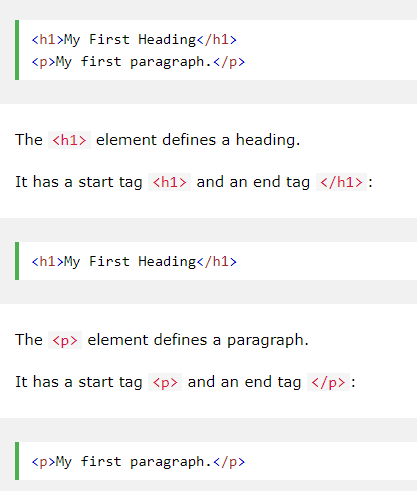 <h1>My First Heading</h1>
<p>My first paragraph.</p>
The <h1> element defines a heading.
It has a start tag <h1> and an end tag </h1>:
<h1>My First Heading</h1>
The <p> element defines a paragraph.
It has a start tag <p> and an end tag </p>:
<p>My first paragraph.</p>